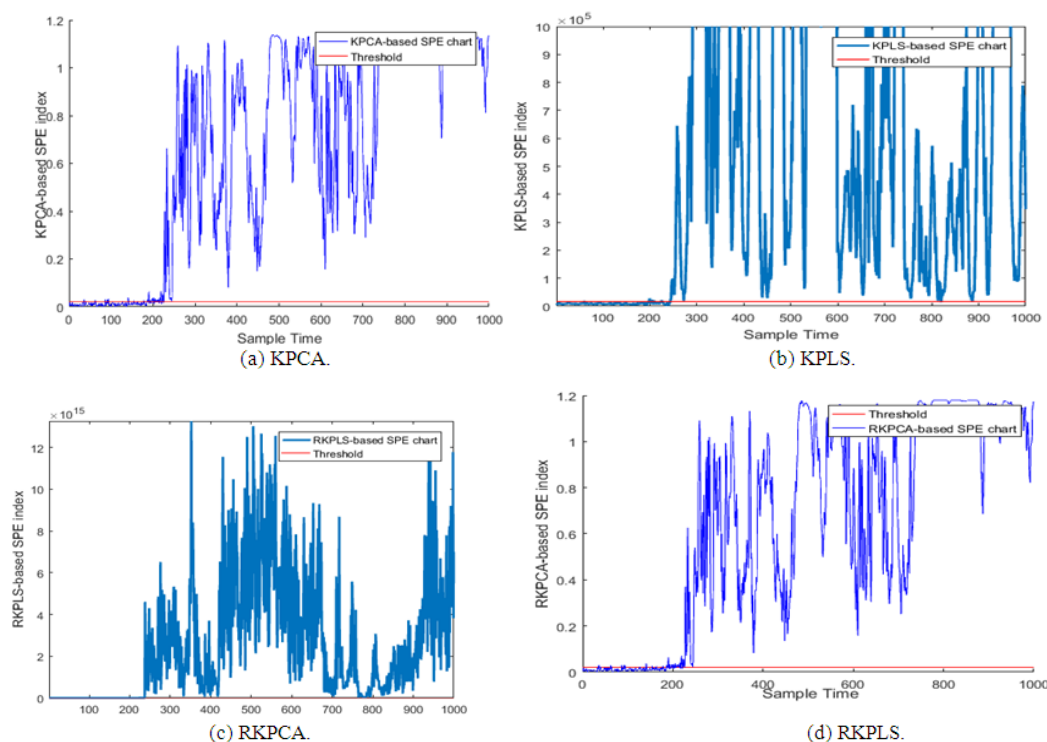 KPCA-based SPE chart
Threshold
KPCA-based SPE index
1.2
1
0.8
0.6
0.4
0.2
0
0 100 200 300 400 500 600 700 800 900 1000
Sample Time
(a) KPCA.
×10^5
KPLS-based SPE chart
Threshold
KPLS-based SPE index
10
9
8
7
6
5
4
3
2
1
0
100 200 300 400 500 600 700 800 900 1000
Sample Time
(b) KPLS.
×10^15
RKPLS-based SPE chart
Threshold
RKPLS-based SPE index
12
10
8
6
4
2
0
100 200 300 400 500 600 700 800 900 1000
(c) RKPCA.
Threshold
RKPCA-based SPE chart
RKPCA-based SPE index
1.2
1
0.8
0.6
0.4
0.2
0
0 200 400 600 800 1000
Sample Time
(d) RKPLS.